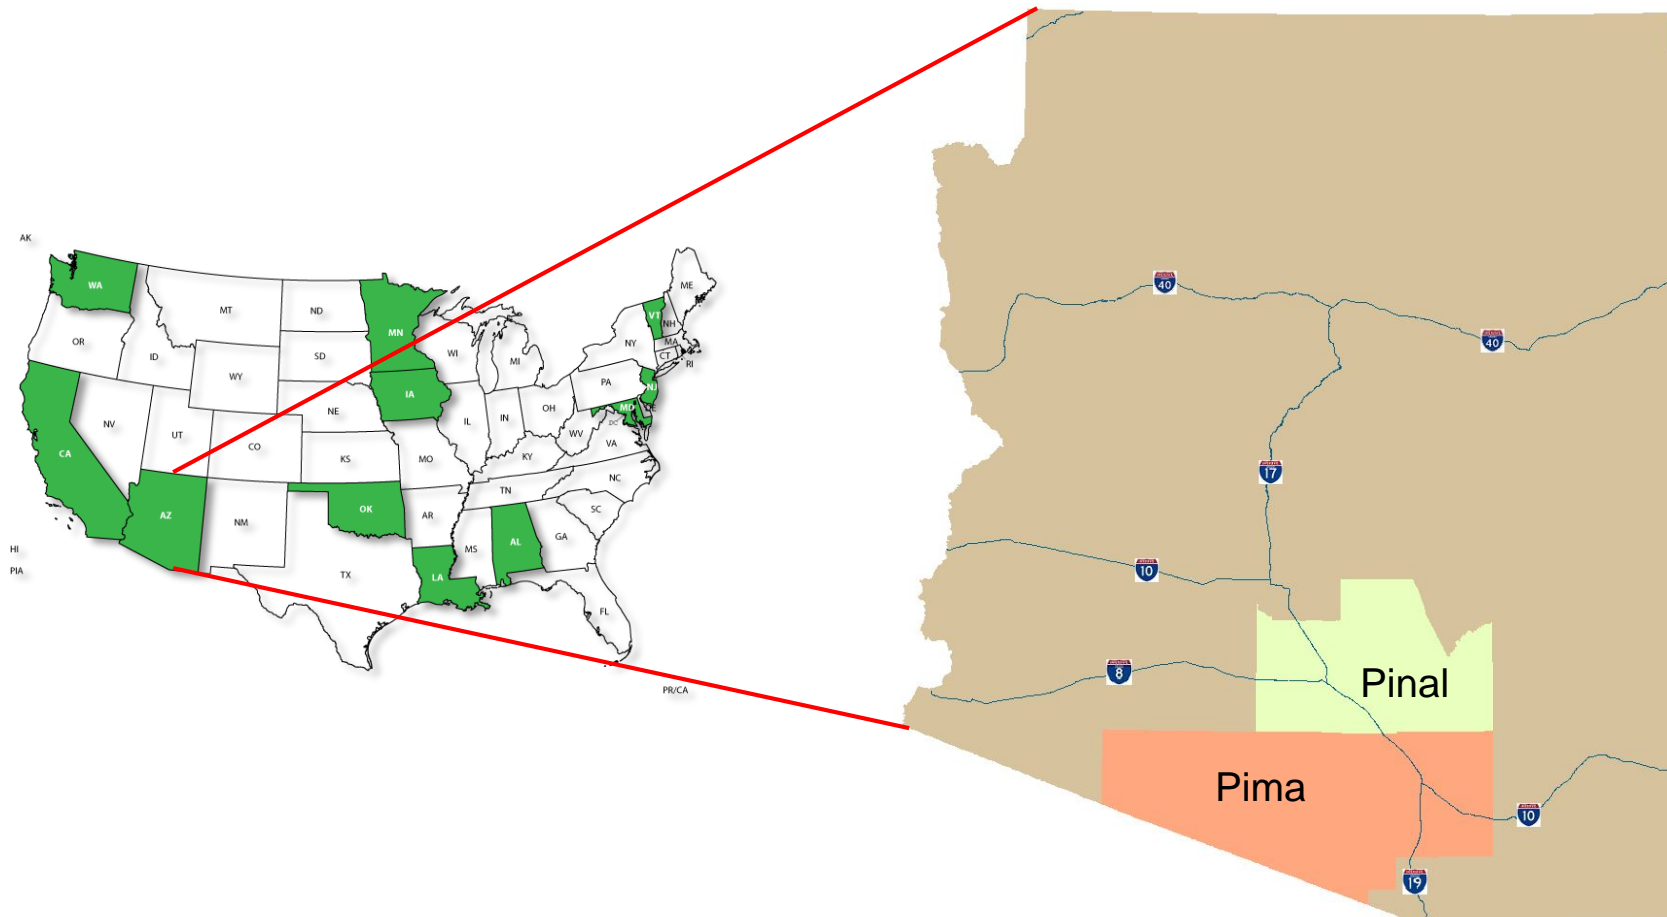 AK
WA
MT
ND
MN
ME
VT
NH
OR
ID
SD
WI
MI
NY
MA
CT
RI
WY
IA
PA
NJ
NV
UT
CO
NE
IL
IN
OH
MD
DE
DC
CA
KS
MO
KY
WV
VA
AZ
NM
OK
AR
TN
NC
SC
HI
PIA
TX
LA
MS
AL
GA
FL
PR/CA
40
40
17
10
8
Pinal
Pima
10
19